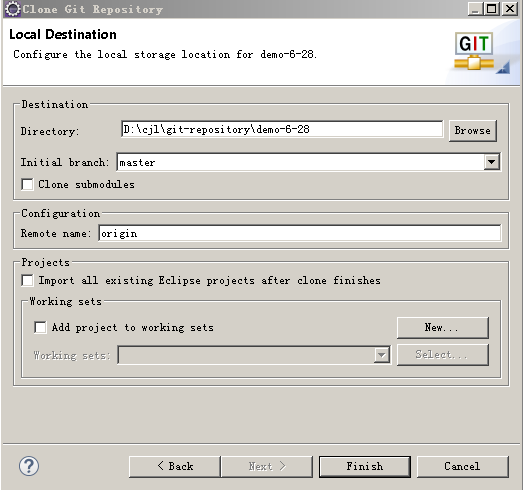 Clone Git Repository
Local Destination
Configure the local storage location for demo-6-28.
GIT
Destination
Directory: D:\cjl\git-repository\demo-6-28 Browse
Initial branch: master
Clone submodules
Configuration
Remote name: origin
Projects
Import all existing Eclipse projects after clone finishes
Working sets
Add project to working sets New...
Working sets: Select...
? < Back Next > Finish Cancel